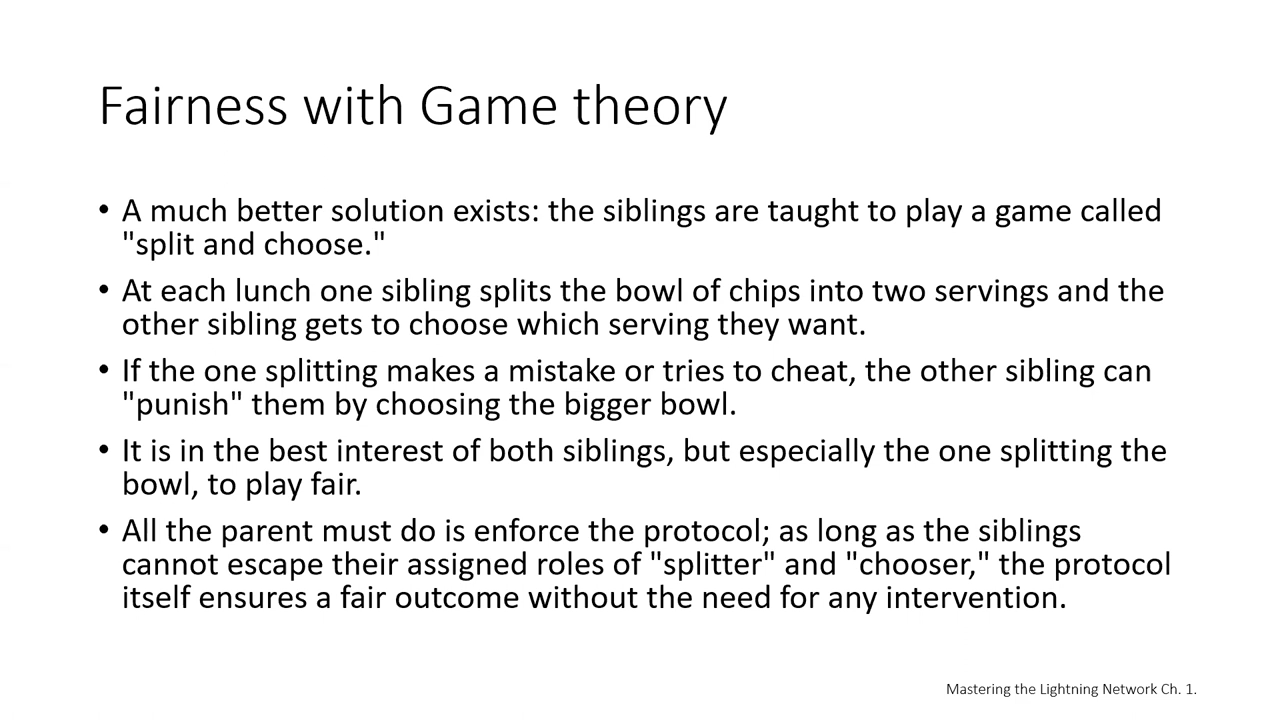 Fairness with Game theory
• A much better solution exists: the siblings are taught to play a game called
"split and choose."
• At each lunch one sibling splits the bowl of chips into two servings and the
other sibling gets to choose which serving they want.
• If the one splitting makes a mistake or tries to cheat, the other sibling can
"punish" them by choosing the bigger bowl.
• It is in the best interest of both siblings, but especially the one splitting the
bowl, to play fair.
• All the parent must do is enforce the protocol; as long as the siblings
cannot escape their assigned roles of "splitter" and "chooser," the protocol
itself ensures a fair outcome without the need for any intervention.
Mastering the Lightning Network Ch. 1.